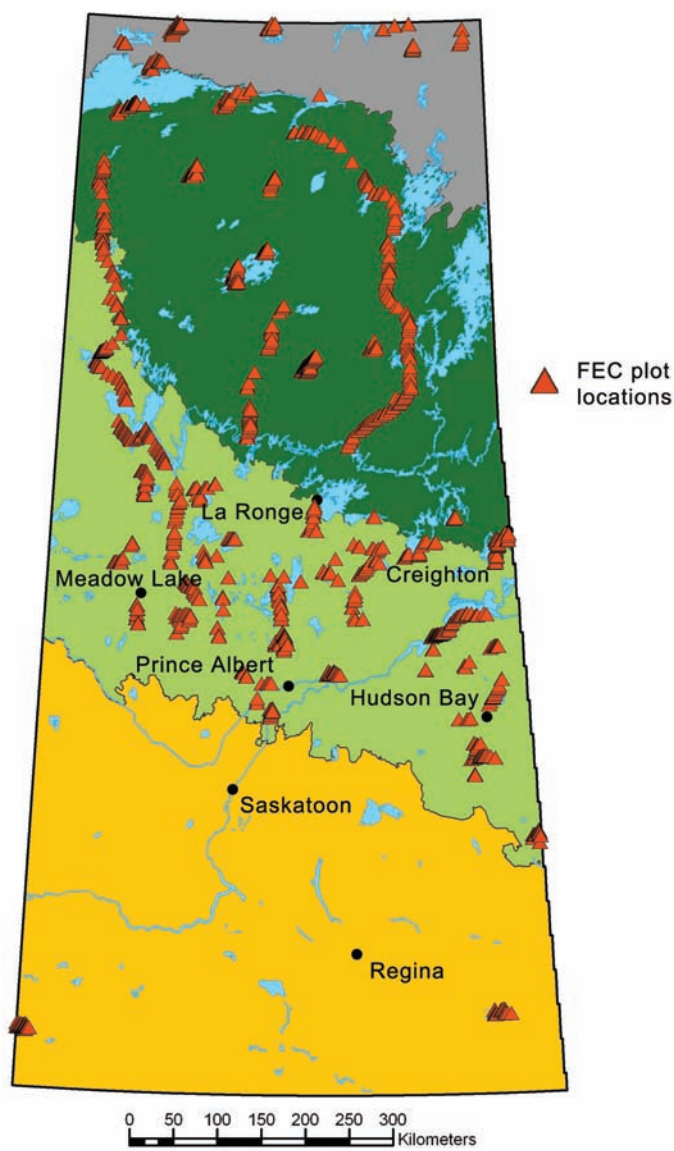 FEC plot
locations
La Ronge
Meadow Lake
Creighton
Prince Albert
Hudson Bay
Saskatoon
Regina
0 50 100 150 200 250 300
Kilometers